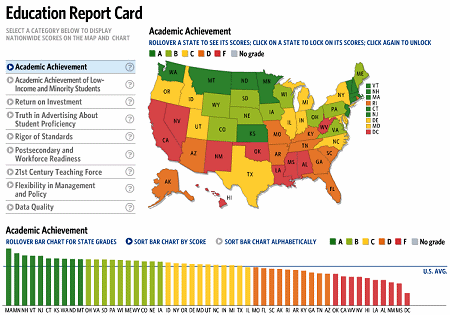 Education Report Card
SELECT A CATEGORY BELOW TO DISPLAY
NATIONWIDE SCORES ON THE MAP AND CHART
Academic Achievement
Academic Achievement of Low-
Income and Minority Students
Return on Investment
Truth in Advertising About
Student Proficiency
Rigor of Standards
Postsecondary and
Workforce Readiness
21st Century Teaching Force
Flexibility in Management
and Policy
Data Quality
Academic Achievement
ROLLOVER A STATE TO SEE ITS SCORES; CLICK ON A STATE TO LOCK ON ITS SCORES; CLICK AGAIN TO UNLOCK
A B C D F No grade
WA
MT
ND
MN
ME
OR
ID
SD
WI
MI
NY
WY
IA
PA
NV
NE
IL
IN
OH
UT
CO
KS
MO
KY
WV
VA
CA
NC
TN
AZ
NM
OK
AR
SC
MS
AL
GA
TX
LA
FL
AK
HI
VT
NH
MA
RI
CT
NJ
DE
MD
DC
ACADEMIC ACHIEVEMENT
ROLLOVER BAR CHART FOR STATE GRADES
SORT BAR CHART BY SCORE
SORT BAR CHART ALPHABETICALLY
A B C D F No grade
U.S. AVG.
MA MN NH VT NJ CT KS WA ND MT OH VA SD PA WI ME WY CO NE IA ID NY OR DE MD UT NC IN MI TX IL MO FL SC AK RI AR KY GA TN AZ OK CA WV NV HI LA AL NM MS DC